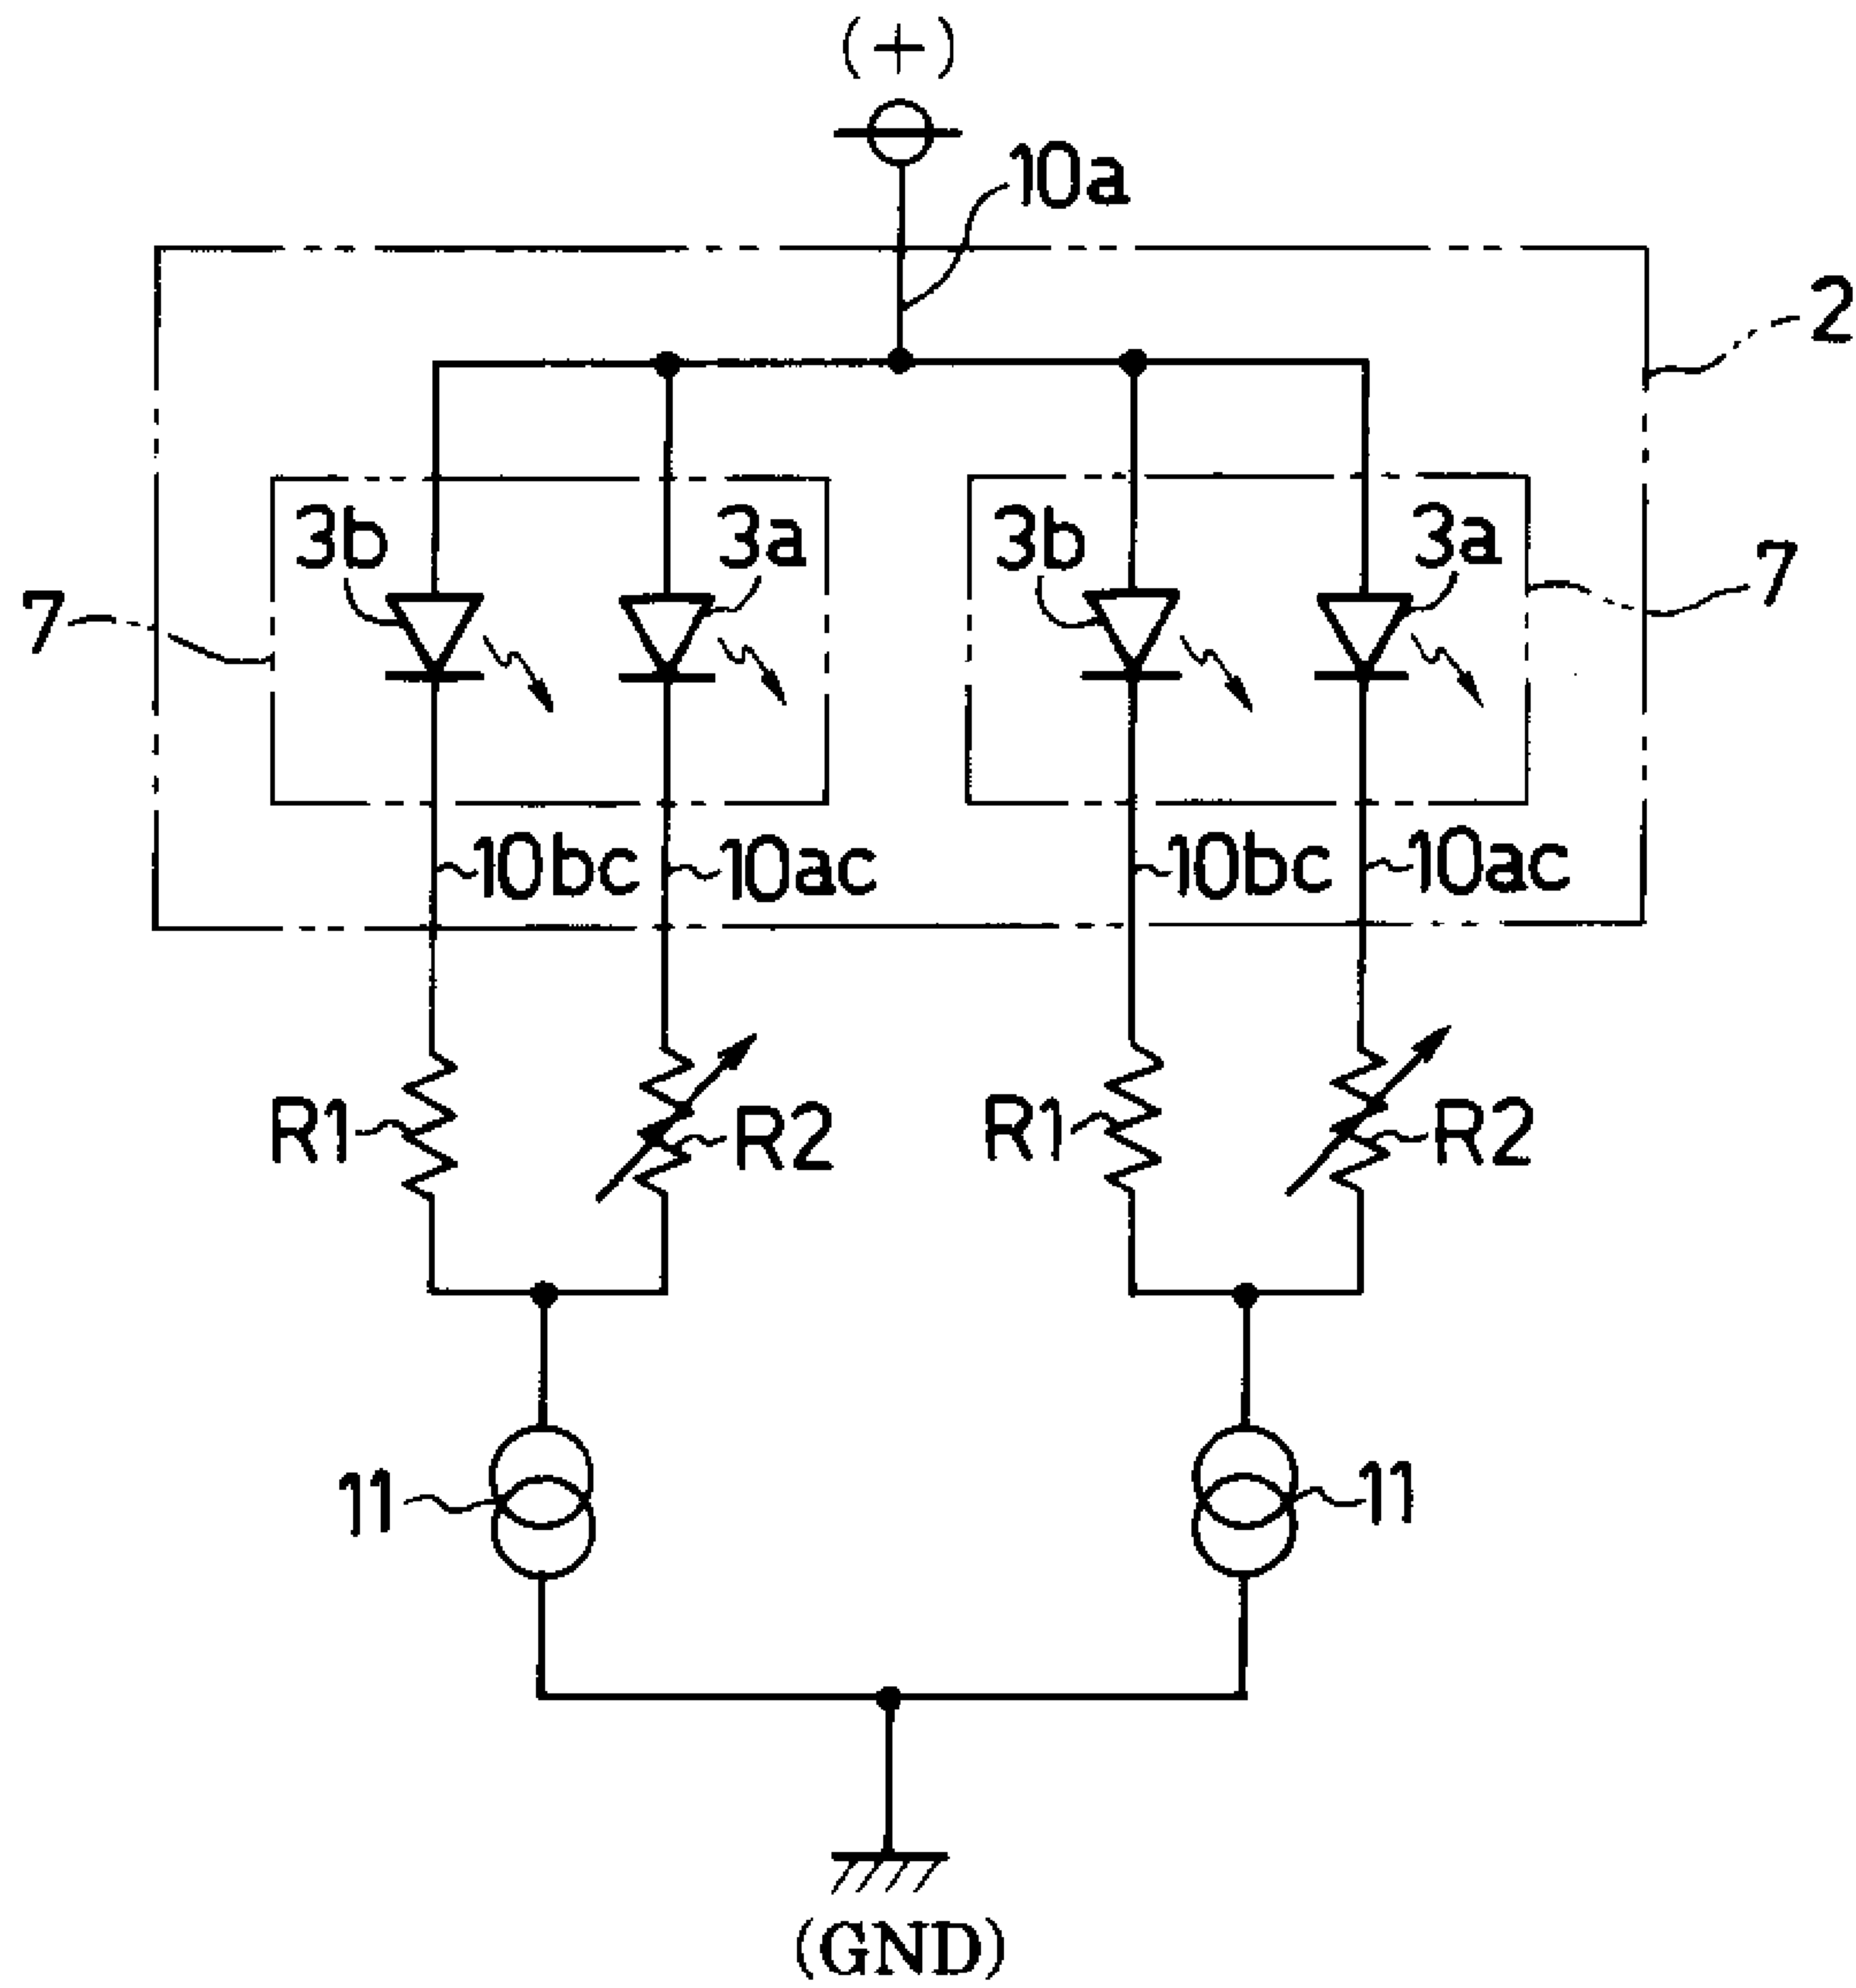 (+)
10a
2
3b 3a 3b 3a
7 7
10bc 10ac 10bc 10ac
R1 R2 R1 R2
11 11
(GND)